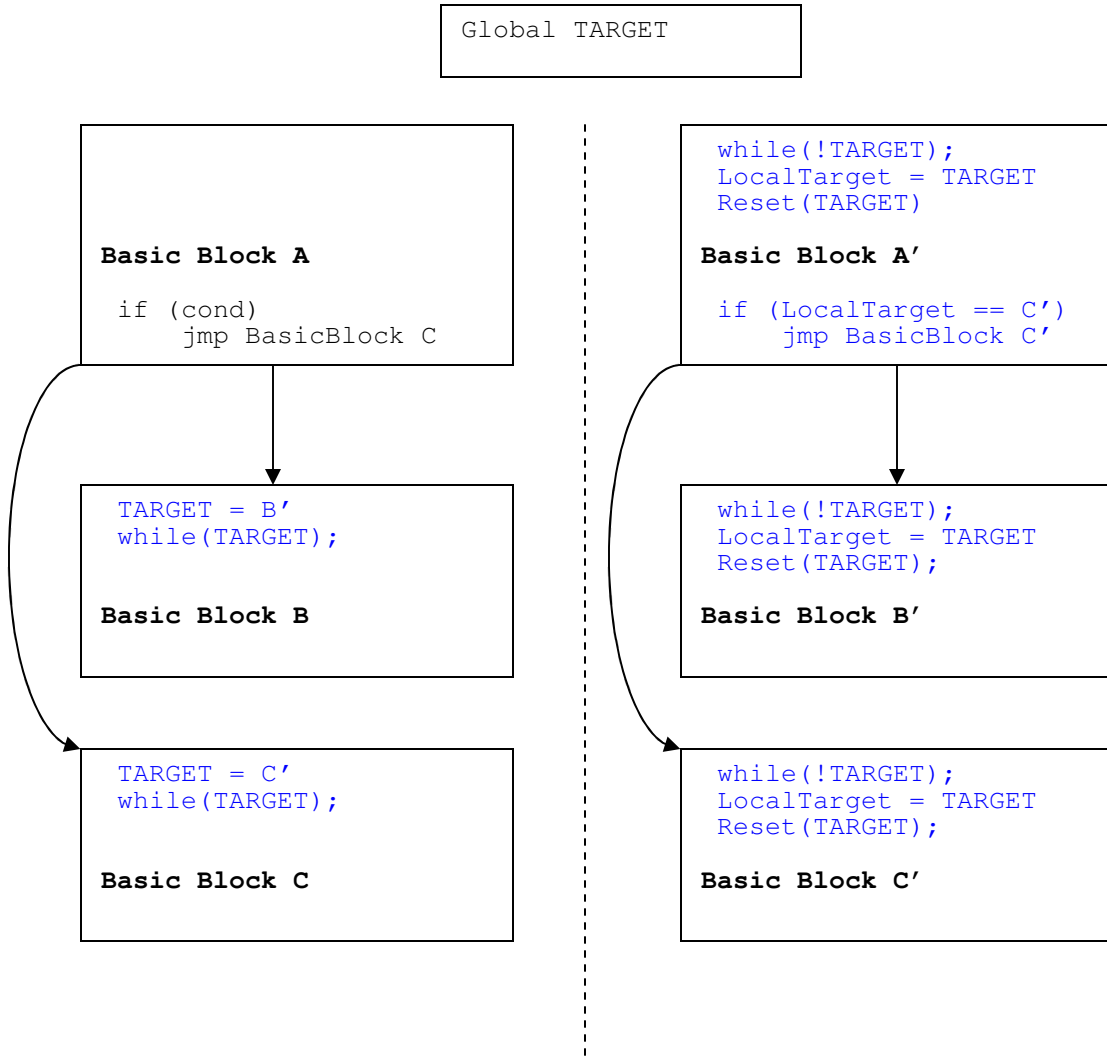 Global TARGET
Basic Block A
if (cond)
jmp BasicBlock C
TARGET = B′
while(TARGET);
Basic Block B
TARGET = C′
while(TARGET);
Basic Block C
while(!TARGET);
LocalTarget = TARGET
Reset(TARGET)
Basic Block A′
if (LocalTarget == C′)
jmp BasicBlock C′
while(!TARGET);
LocalTarget = TARGET
Reset(TARGET);
Basic Block B′
while(!TARGET);
LocalTarget = TARGET
Reset(TARGET);
Basic Block C′